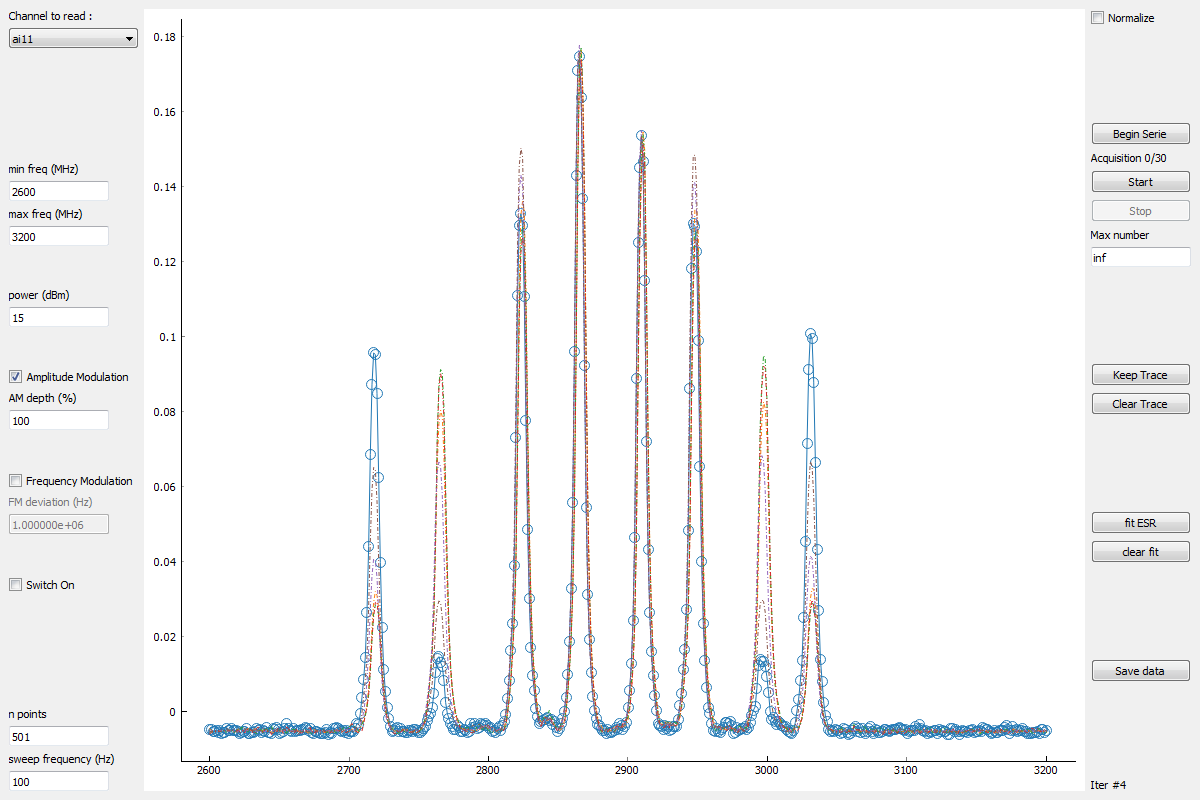 Channel to read :
ai11
min freq (MHz)
2600
max freq (MHz)
3200
power (dBm)
15
Amplitude Modulation
AM depth (%)
100
Frequency Modulation
FM deviation (Hz)
1.000000e+06
Switch On
n points
501
sweep frequency (Hz)
100
0.18
0.16
0.14
0.12
0.1
0.08
0.06
0.04
0.02
0
2600 2700 2800 2900 3000 3100 3200
Normalize
Begin Serie
Acquisition 0/30
Start
Stop
Max number
inf
Keep Trace
Clear Trace
fit ESR
clear fit
Save data
Iter #4